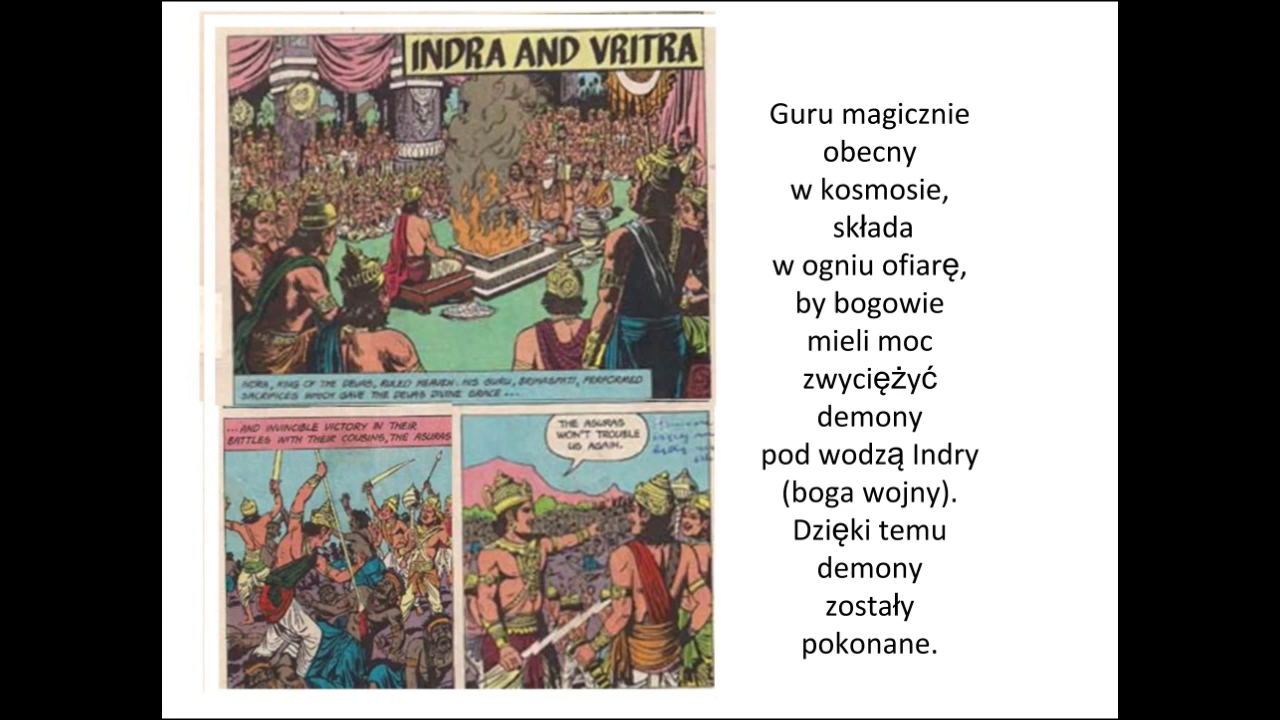 INDRA AND VRITRA
INDRA, KING OF THE DEVAS, RULED HEAVEN. HIS GURU, BRIHASPATI, PERFORMED
SACRIFICES WHICH GAVE THE DEVAS DIVINE GRACE ...
...AND INVINCIBLE VICTORY IN THEIR
BATTLES WITH THEIR COUSINS, THE ASURAS
THE ASURAS
WON'T TROUBLE
US AGAIN.
Guru magicznie
obecny
w kosmosie,
składa
w ogniu ofiarę,
by bogowie
mieli moc
zwyciężyć
demony
pod wodzą Indry
(boga wojny).
Dzięki temu
demony
zostały
pokonane.